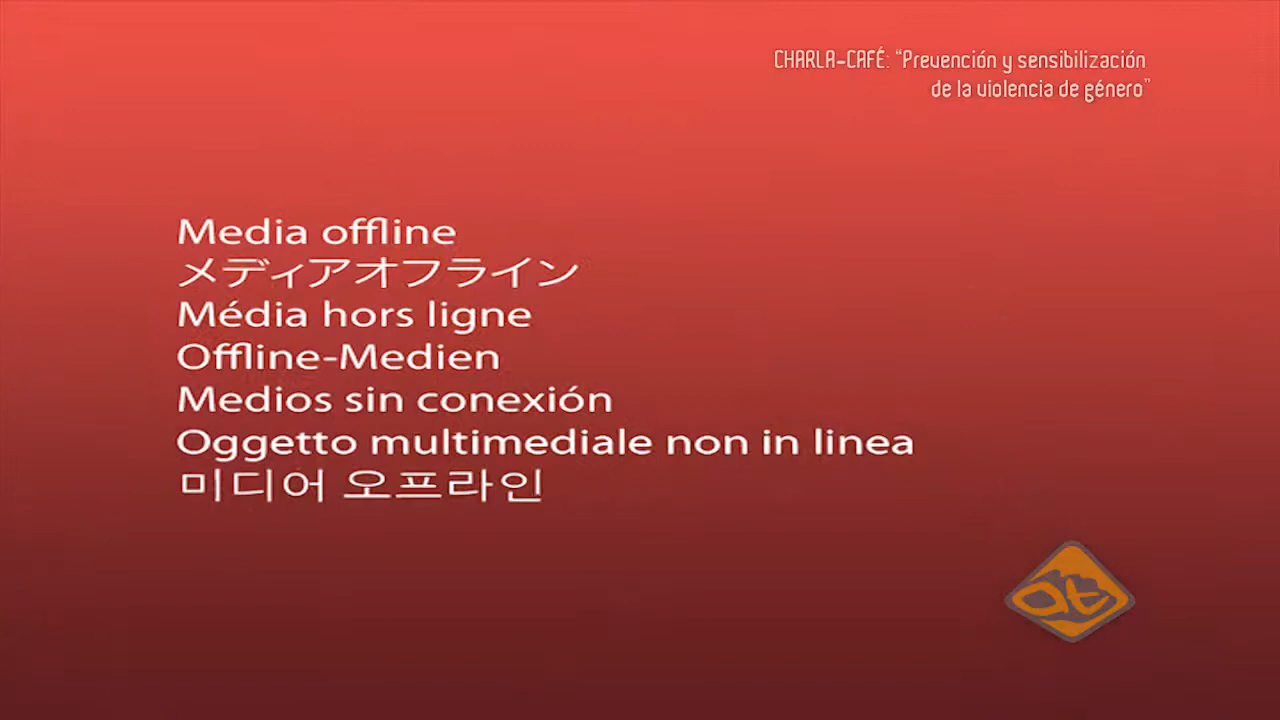 CHARLA-CAFÉ: “Prevención y sensibilización
de la violencia de género”
Media offline
メディアオフライン
Média hors ligne
Offline-Medien
Medios sin conexión
Oggetto multimediale non in linea
미디어 오프라인